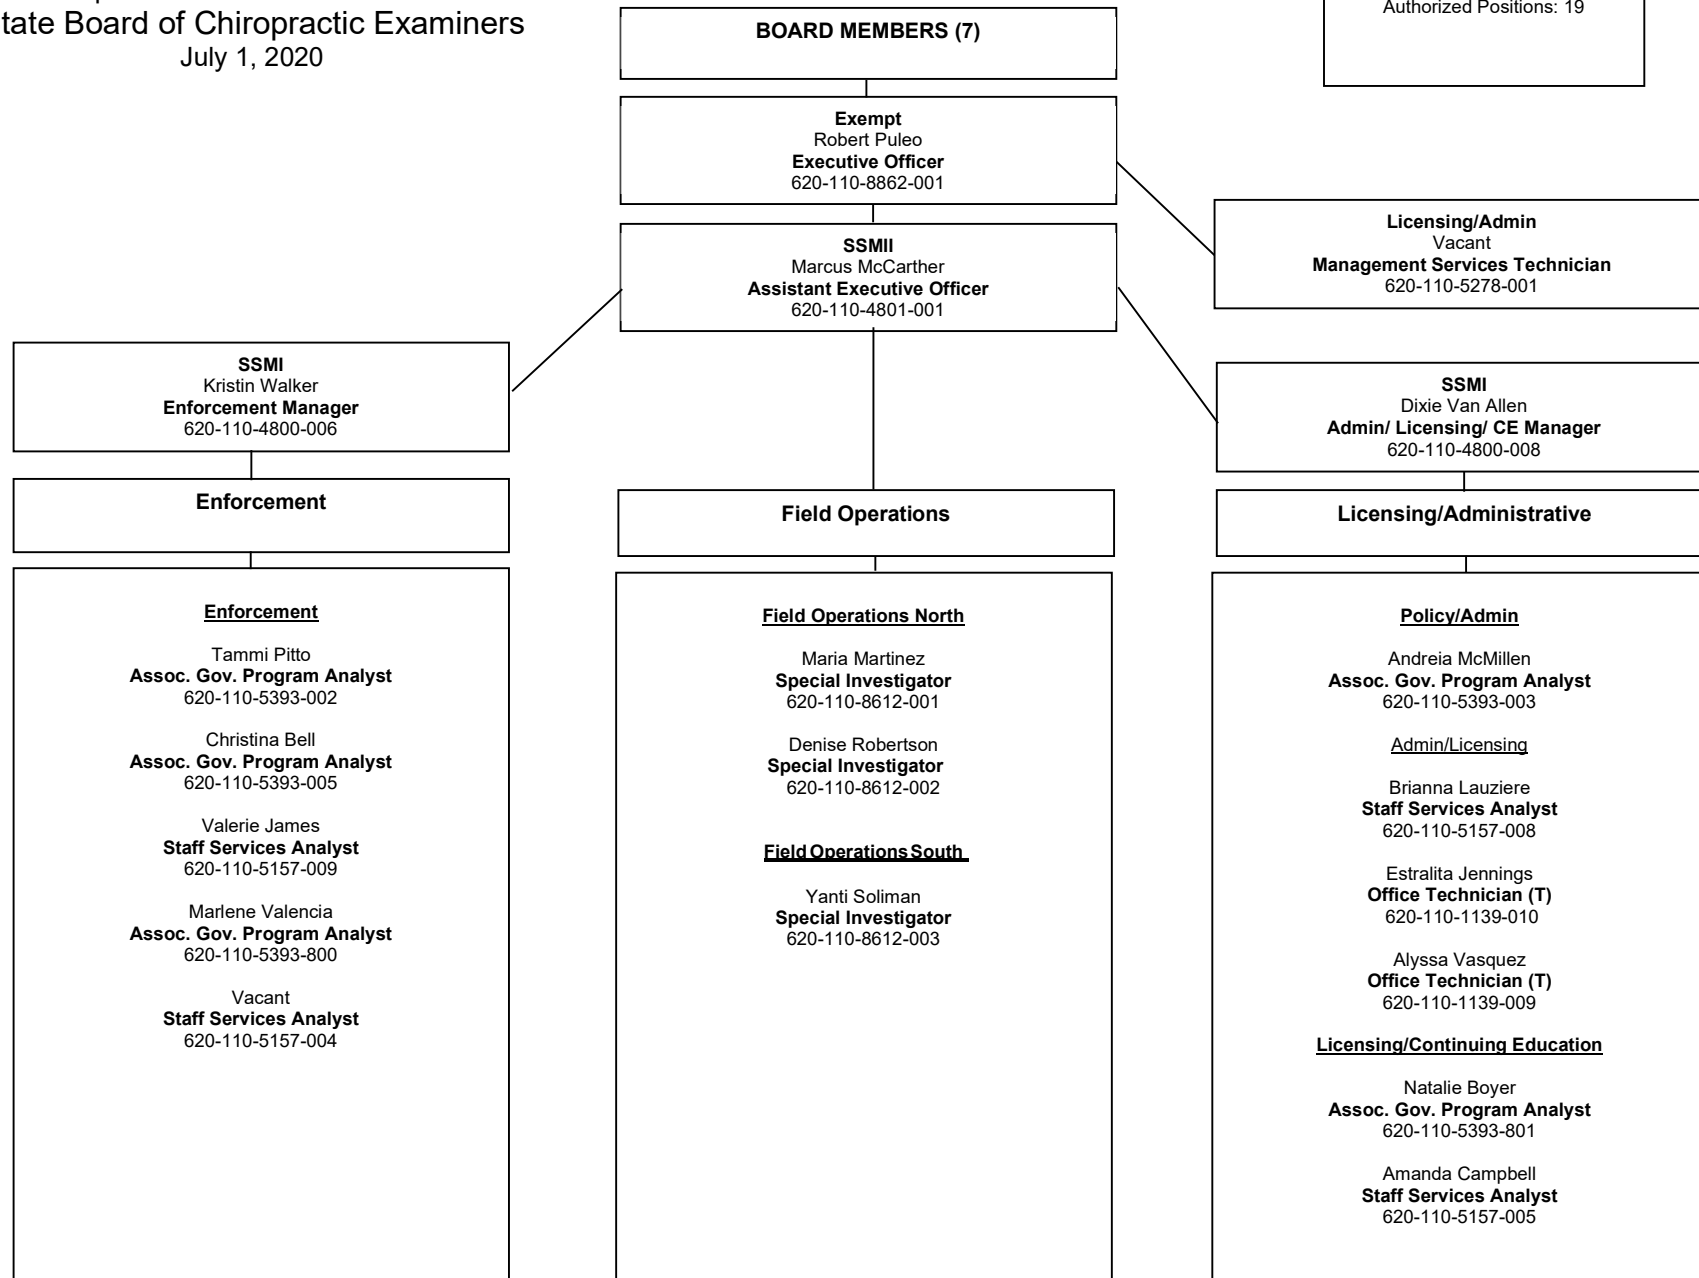 tate Board of Chiropractic Examiners
July 1, 2020
Authorized Positions: 19
BOARD MEMBERS (7)
Exempt
Robert Puleo
Executive Officer
620-110-8862-001
Licensing/Admin
Vacant
Management Services Technician
620-110-5278-001
SSMII
Marcus McCarther
Assistant Executive Officer
620-110-4801-001
SSMI
Kristin Walker
Enforcement Manager
620-110-4800-006
SSMI
Dixie Van Allen
Admin/ Licensing/ CE Manager
620-110-4800-008
Enforcement
Enforcement
Tammi Pitto
Assoc. Gov. Program Analyst
620-110-5393-002
Christina Bell
Assoc. Gov. Program Analyst
620-110-5393-005
Valerie James
Staff Services Analyst
620-110-5157-009
Marlene Valencia
Assoc. Gov. Program Analyst
620-110-5393-800
Vacant
Staff Services Analyst
620-110-5157-004
Field Operations
Field Operations North
Maria Martinez
Special Investigator
620-110-8612-001
Denise Robertson
Special Investigator
620-110-8612-002
Field Operations South
Yanti Soliman
Special Investigator
620-110-8612-003
Licensing/Administrative
Policy/Admin
Andreia McMillen
Assoc. Gov. Program Analyst
620-110-5393-003
Admin/Licensing
Brianna Lauziere
Staff Services Analyst
620-110-5157-008
Estralita Jennings
Office Technician (T)
620-110-1139-010
Alyssa Vasquez
Office Technician (T)
620-110-1139-009
Licensing/Continuing Education
Natalie Boyer
Assoc. Gov. Program Analyst
620-110-5393-801
Amanda Campbell
Staff Services Analyst
620-110-5157-005